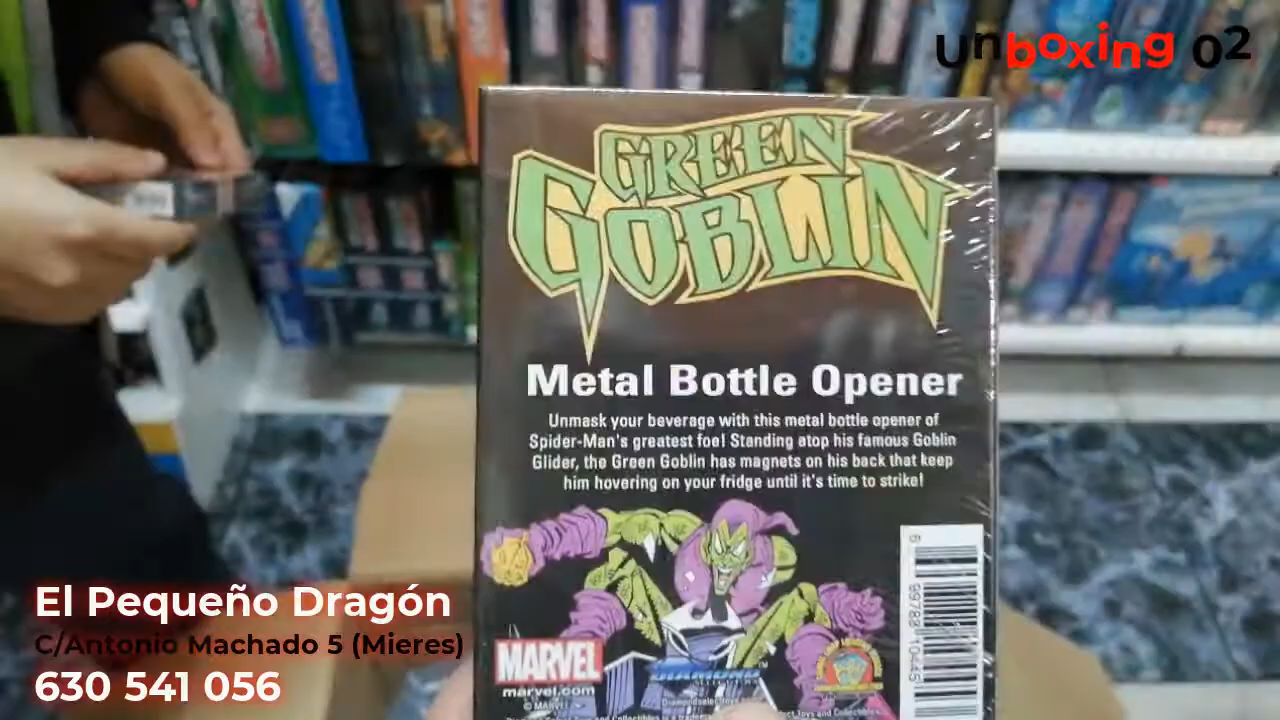 Unboxing 02
GREEN
GOBLIN
Metal Bottle Opener
Unmask your beverage with this metal bottle opener of
Spider-Man's greatest foe! Standing atop his famous Goblin
Glider, the Green Goblin has magnets on his back that keep
him hovering on your fridge until it's time to strike!
MARVEL
marvel.com
© MARVEL
DIAMOND
El Pequeño Dragón
C/Antonio Machado 5 (Mieres)
630 541 056